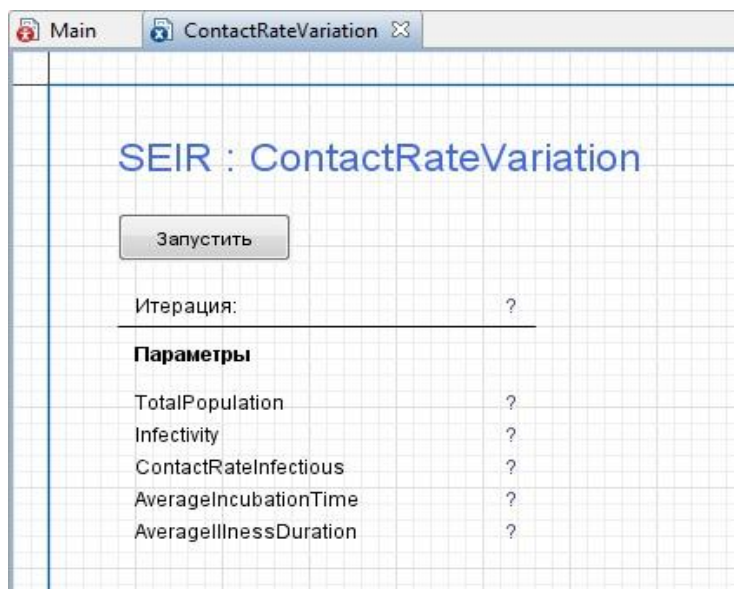 Main ContactRateVariation
SEIR : ContactRateVariation
Запустить
Итерация: ?
Параметры
TotalPopulation ?
Infectivity ?
ContactRateInfectious ?
AverageIncubationTime ?
AverageIllnessDuration ?